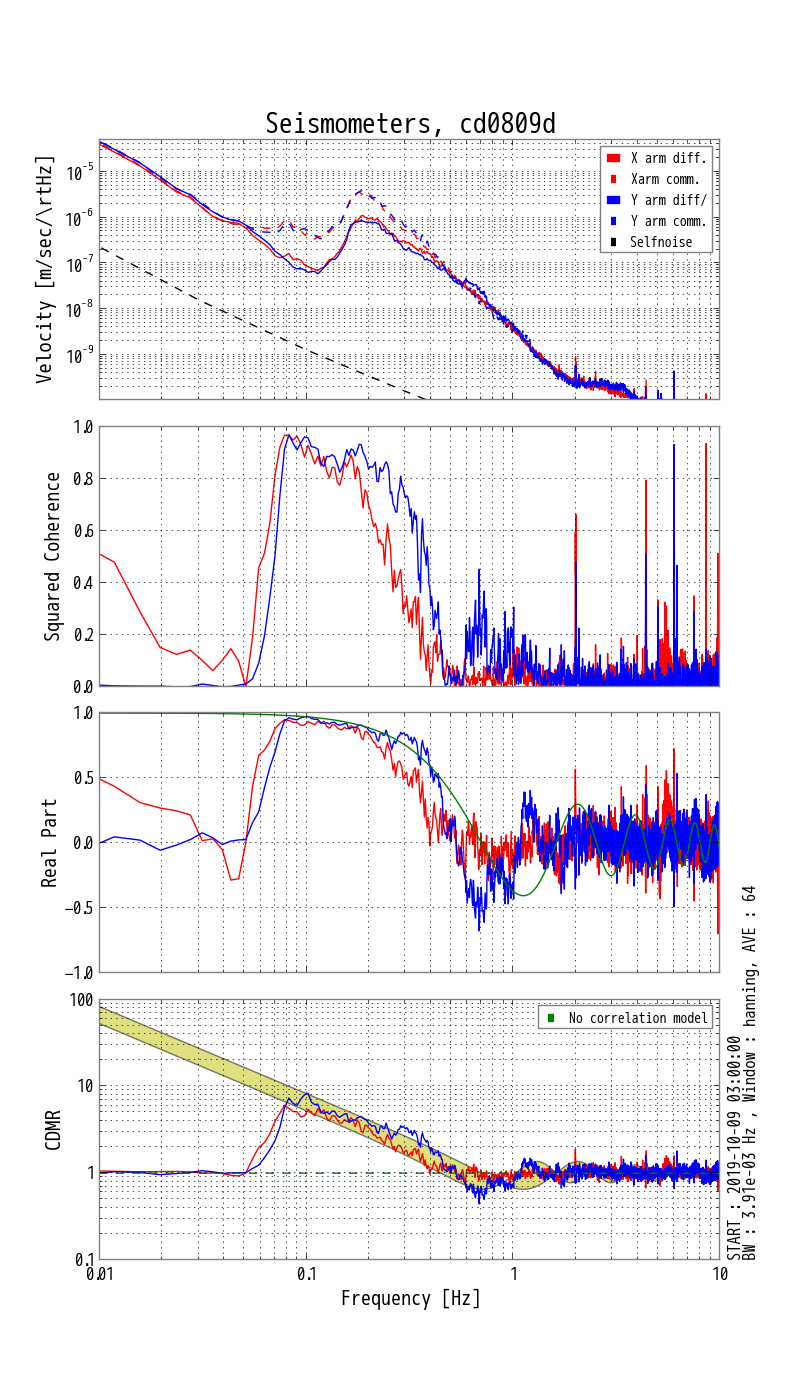 Seismometers, cd0809d
Velocity [m/sec/\rtHz]
10^-5
10^-6
10^-7
10^-8
10^-9
X arm diff.
Xarm comm.
Y arm diff/
Y arm comm.
Selfnoise
Squared Coherence
1.0
0.8
0.6
0.4
0.2
0.0
Real Part
1.0
0.5
0.0
−0.5
−1.0
CDMR
100
10
1
0.1
No correlation model
0.01
0.1
1
10
Frequency [Hz]
START : 2019-10-09 03:00:00
BW : 3.91e-03 Hz , Window : hanning, AVE : 64